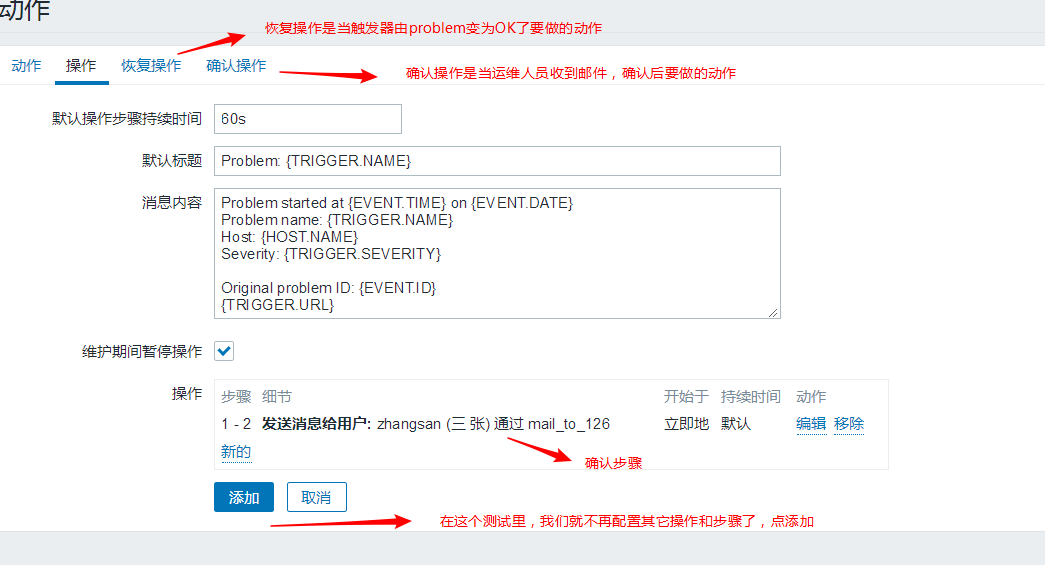 动作
恢复操作是当触发器由problem变为OK了要做的动作
动作 操作 恢复操作 确认操作
确认操作是当运维人员收到邮件，确认后要做的动作
默认操作步骤持续时间 60s
默认标题 Problem: {TRIGGER.NAME}
消息内容 Problem started at {EVENT.TIME} on {EVENT.DATE}
Problem name: {TRIGGER.NAME}
Host: {HOST.NAME}
Severity: {TRIGGER.SEVERITY}
Original problem ID: {EVENT.ID}
{TRIGGER.URL}
维护期间暂停操作
操作 步骤 细节 开始于 持续时间 动作
1 - 2 发送消息给用户: zhangsan (三 张) 通过 mail_to_126 立即地 默认 编辑 移除
新的
确认步骤
添加 取消
在这个测试里，我们就不再配置其它操作和步骤了，点添加